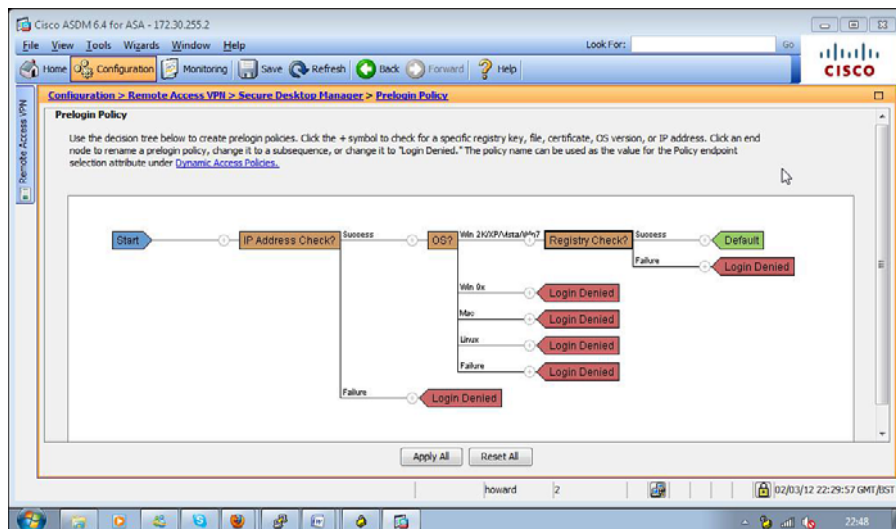 Cisco ASDM 6.4 for ASA - 172.30.255.2
File View Tools Wizards Window Help
Look For:
Go
Home Configuration Monitoring Save Refresh Back Forward Help
CISCO
Remote Access VPN
Configuration > Remote Access VPN > Secure Desktop Manager > Prelogin Policy
Prelogin Policy
Use the decision tree below to create prelogin policies. Click the + symbol to check for a specific registry key, file, certificate, OS version, or IP address. Click an end
node to rename a prelogin policy, change it to a subsequence, or change it to "Login Denied." The policy name can be used as the value for the Policy endpoint
selection attribute under Dynamic Access Policies.
Start
IP Address Check?
Success
OS?
Win 2K/XP/Vista/Win7
Registry Check?
Success
Default
Failure
Login Denied
Win 9x
Login Denied
Mac
Login Denied
Linux
Login Denied
Failure
Login Denied
Failure
Login Denied
Apply All
Reset All
howard
2
02/03/12 22:29:57 GMT/BST
22:48